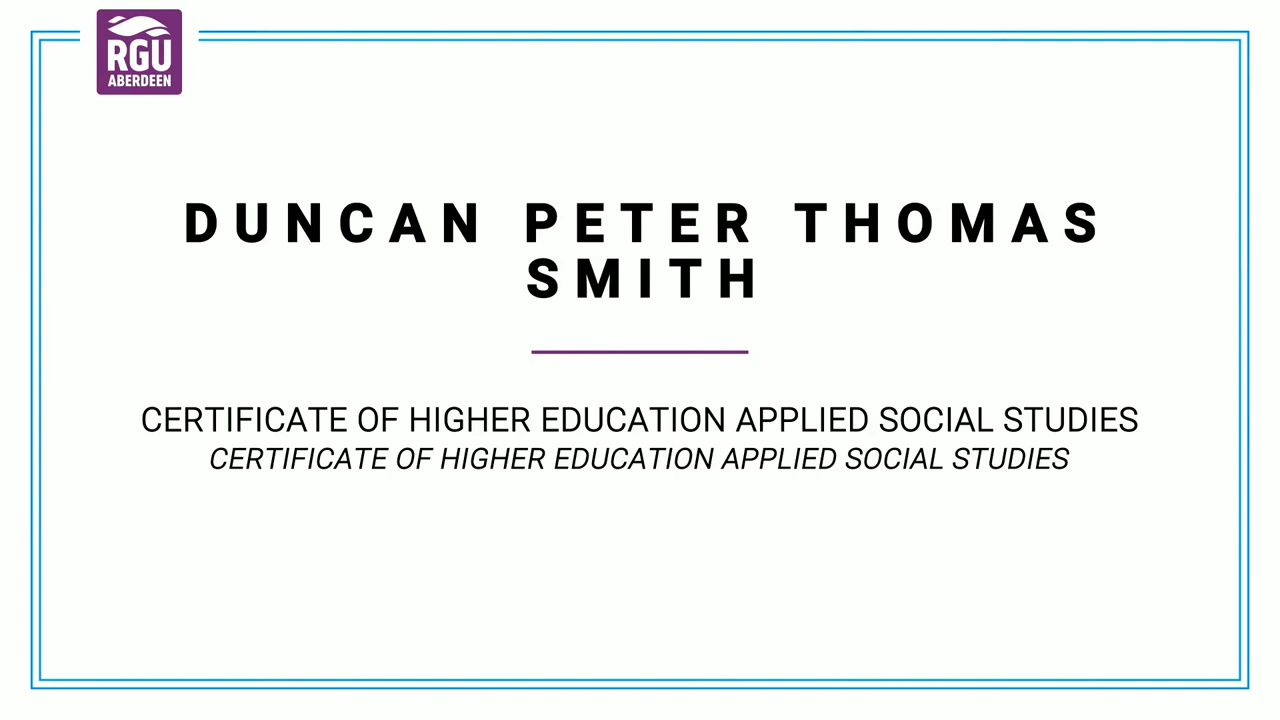 RGU
ABERDEEN
DUNCAN PETER THOMAS
SMITH
CERTIFICATE OF HIGHER EDUCATION APPLIED SOCIAL STUDIES
CERTIFICATE OF HIGHER EDUCATION APPLIED SOCIAL STUDIES